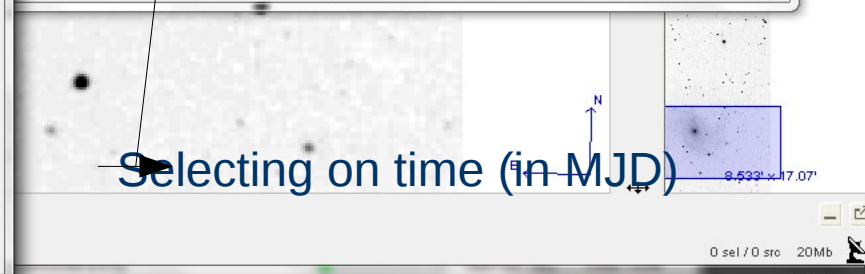 N
E
Selecting on time (in MJD)
8.533' x 17.07'
0 sel / 0 src 20Mb